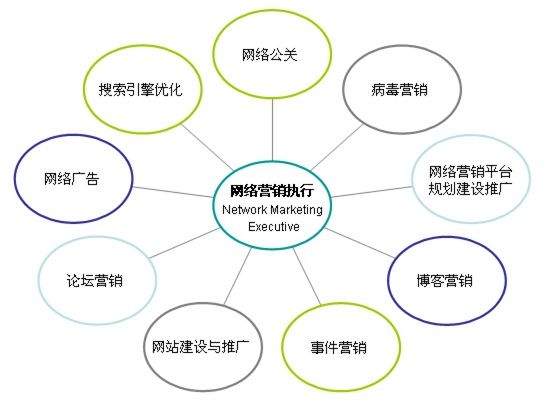 网络公关
搜索引擎优化
病毒营销
网络广告
网络营销平台
规划建设推广
网络营销执行
Network Marketing
Executive
论坛营销
博客营销
网站建设与推广
事件营销